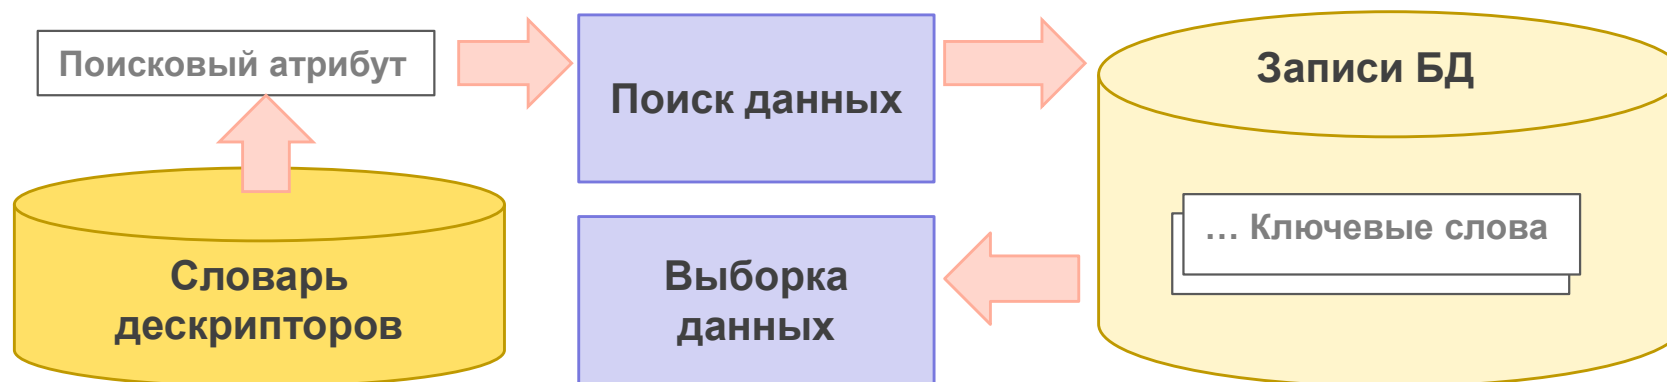 Поисковый атрибут
Поиск данных
Записи БД
… Ключевые слова
Словарь
дескрипторов
Выборка
данных